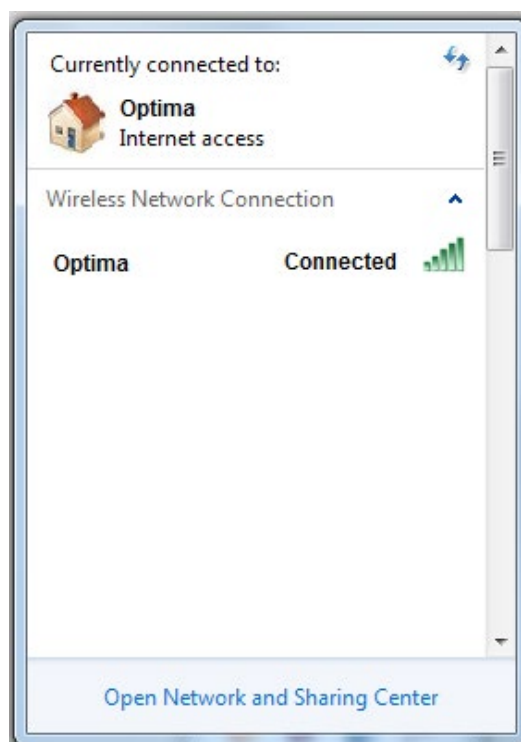 Currently connected to:
Optima
Internet access
Wireless Network Connection
Optima Connected
Open Network and Sharing Center